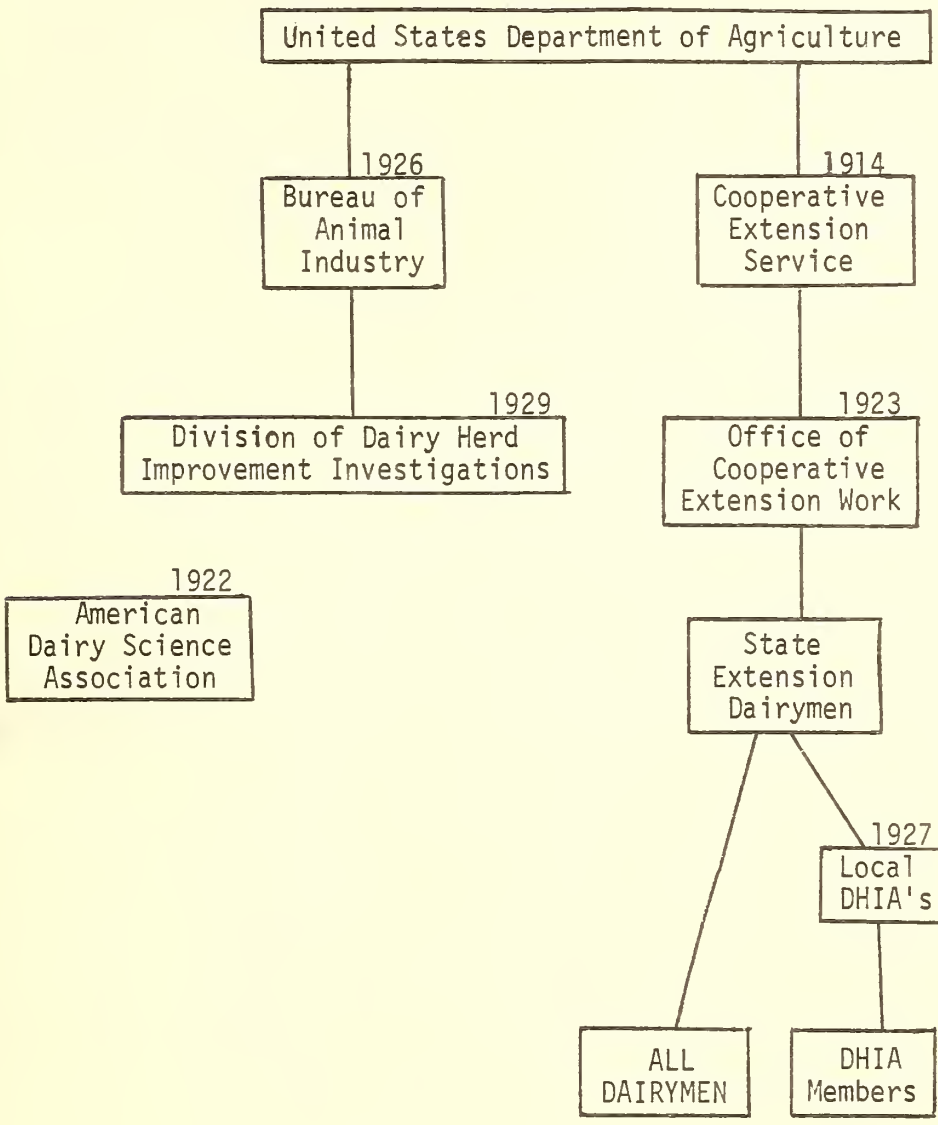 United States Department of Agriculture
1926
Bureau of
Animal
Industry
1914
Cooperative
Extension
Service
1929
Division of Dairy Herd
Improvement Investigations
1923
Office of
Cooperative
Extension Work
1922
American
Dairy Science
Association
State
Extension
Dairymen
1927
Local
DHIA's
ALL
DAIRYMEN
DHIA
Members